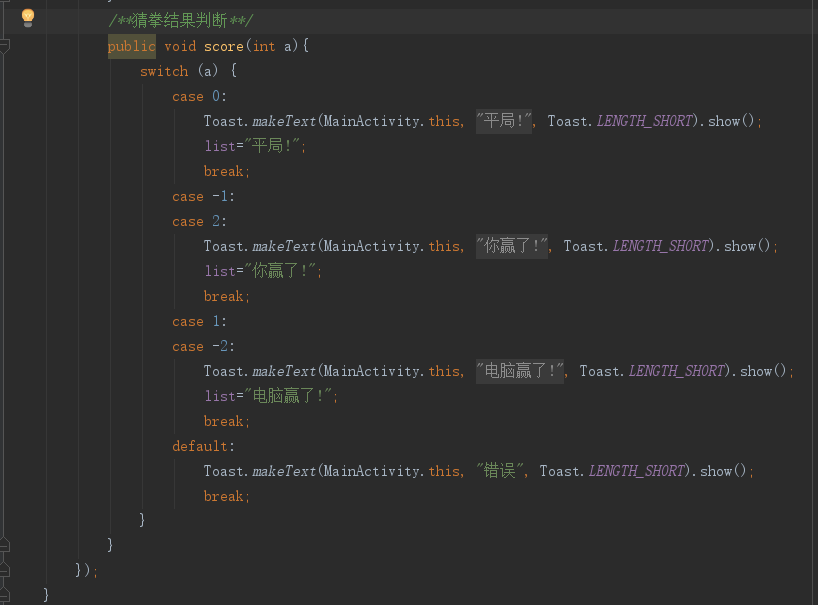 /**猜拳结果判断**/
public void score(int a){
switch (a) {
case 0:
Toast.makeText(MainActivity.this, "平局!", Toast.LENGTH_SHORT).show();
list="平局!";
break;
case -1:
case 2:
Toast.makeText(MainActivity.this, "你赢了!", Toast.LENGTH_SHORT).show();
list="你赢了!";
break;
case 1:
case -2:
Toast.makeText(MainActivity.this, "电脑赢了!", Toast.LENGTH_SHORT).show();
list="电脑赢了!";
break;
default:
Toast.makeText(MainActivity.this, "错误", Toast.LENGTH_SHORT).show();
break;
}
}
});
}